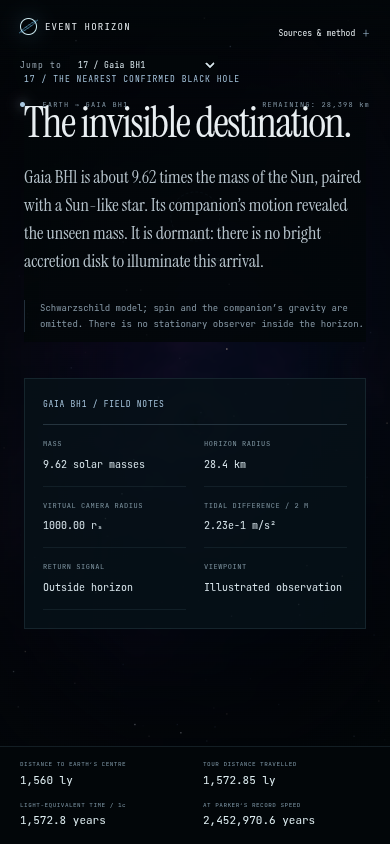 EVENT HORIZON
Sources & method +
Jump to 17 / Gaia BH1
17 / THE NEAREST CONFIRMED BLACK HOLE
EARTH → GAIA BH1
REMAINING: 28,398 km
The invisible destination.
Gaia BH1 is about 9.62 times the mass of the Sun, paired
with a Sun-like star. Its companion's motion revealed
the unseen mass. It is dormant: there is no bright
accretion disk to illuminate this arrival.
Schwarzschild model; spin and the companion's gravity are
omitted. There is no stationary observer inside the horizon.
GAIA BH1 / FIELD NOTES
MASS
9.62 solar masses
HORIZON RADIUS
28.4 km
VIRTUAL CAMERA RADIUS
1000.00 rₛ
TIDAL DIFFERENCE / 2 M
2.23e-1 m/s²
RETURN SIGNAL
Outside horizon
VIEWPOINT
Illustrated observation
DISTANCE TO EARTH'S CENTRE
1,560 ly
TOUR DISTANCE TRAVELLED
1,572.85 ly
LIGHT-EQUIVALENT TIME / 1c
1,572.8 years
AT PARKER'S RECORD SPEED
2,452,970.6 years